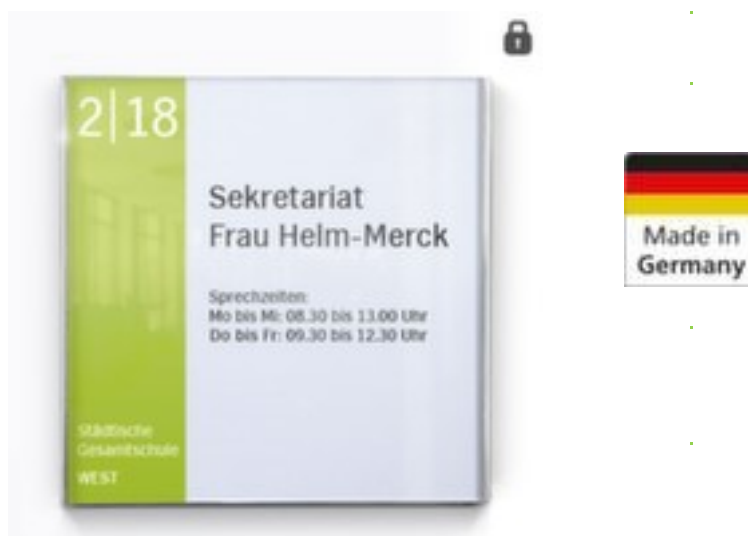 2|18
Sekretariat
Frau Helm-Merck
Sprechzeiten:
Mo bis Mi: 08.30 bis 13.00 Uhr
Do bis Fr: 09.30 bis 12.30 Uhr
Städtische
Gesamtschule
WEST
Made in
Germany